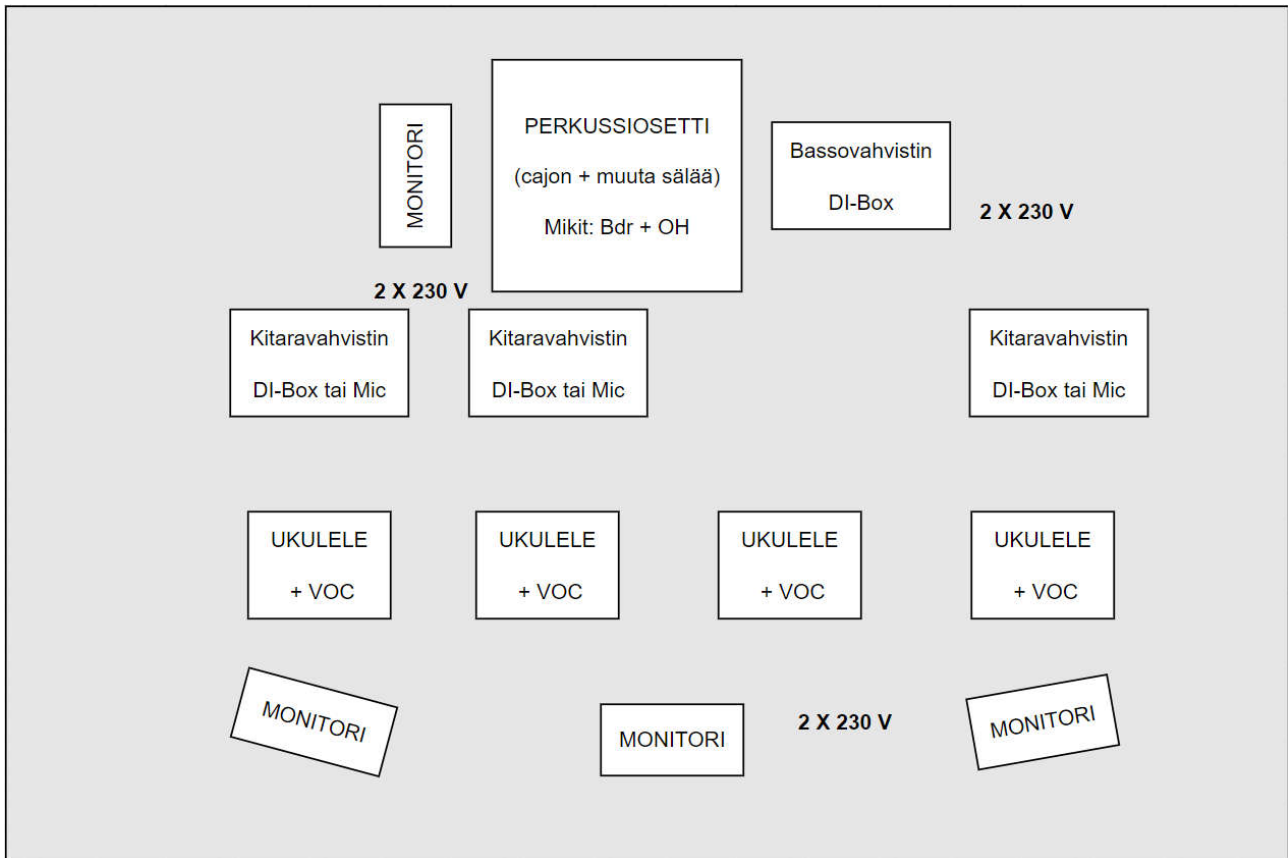 MONITORI
PERKUSSIOSETTI
(cajon + muuta sälää)
Mikit: Bdr + OH
Bassovahvistin
DI-Box
2 X 230 V
2 X 230 V
Kitaravahvistin
DI-Box tai Mic
Kitaravahvistin
DI-Box tai Mic
Kitaravahvistin
DI-Box tai Mic
UKULELE
+ VOC
UKULELE
+ VOC
UKULELE
+ VOC
UKULELE
+ VOC
MONITORI
MONITORI
2 X 230 V
MONITORI